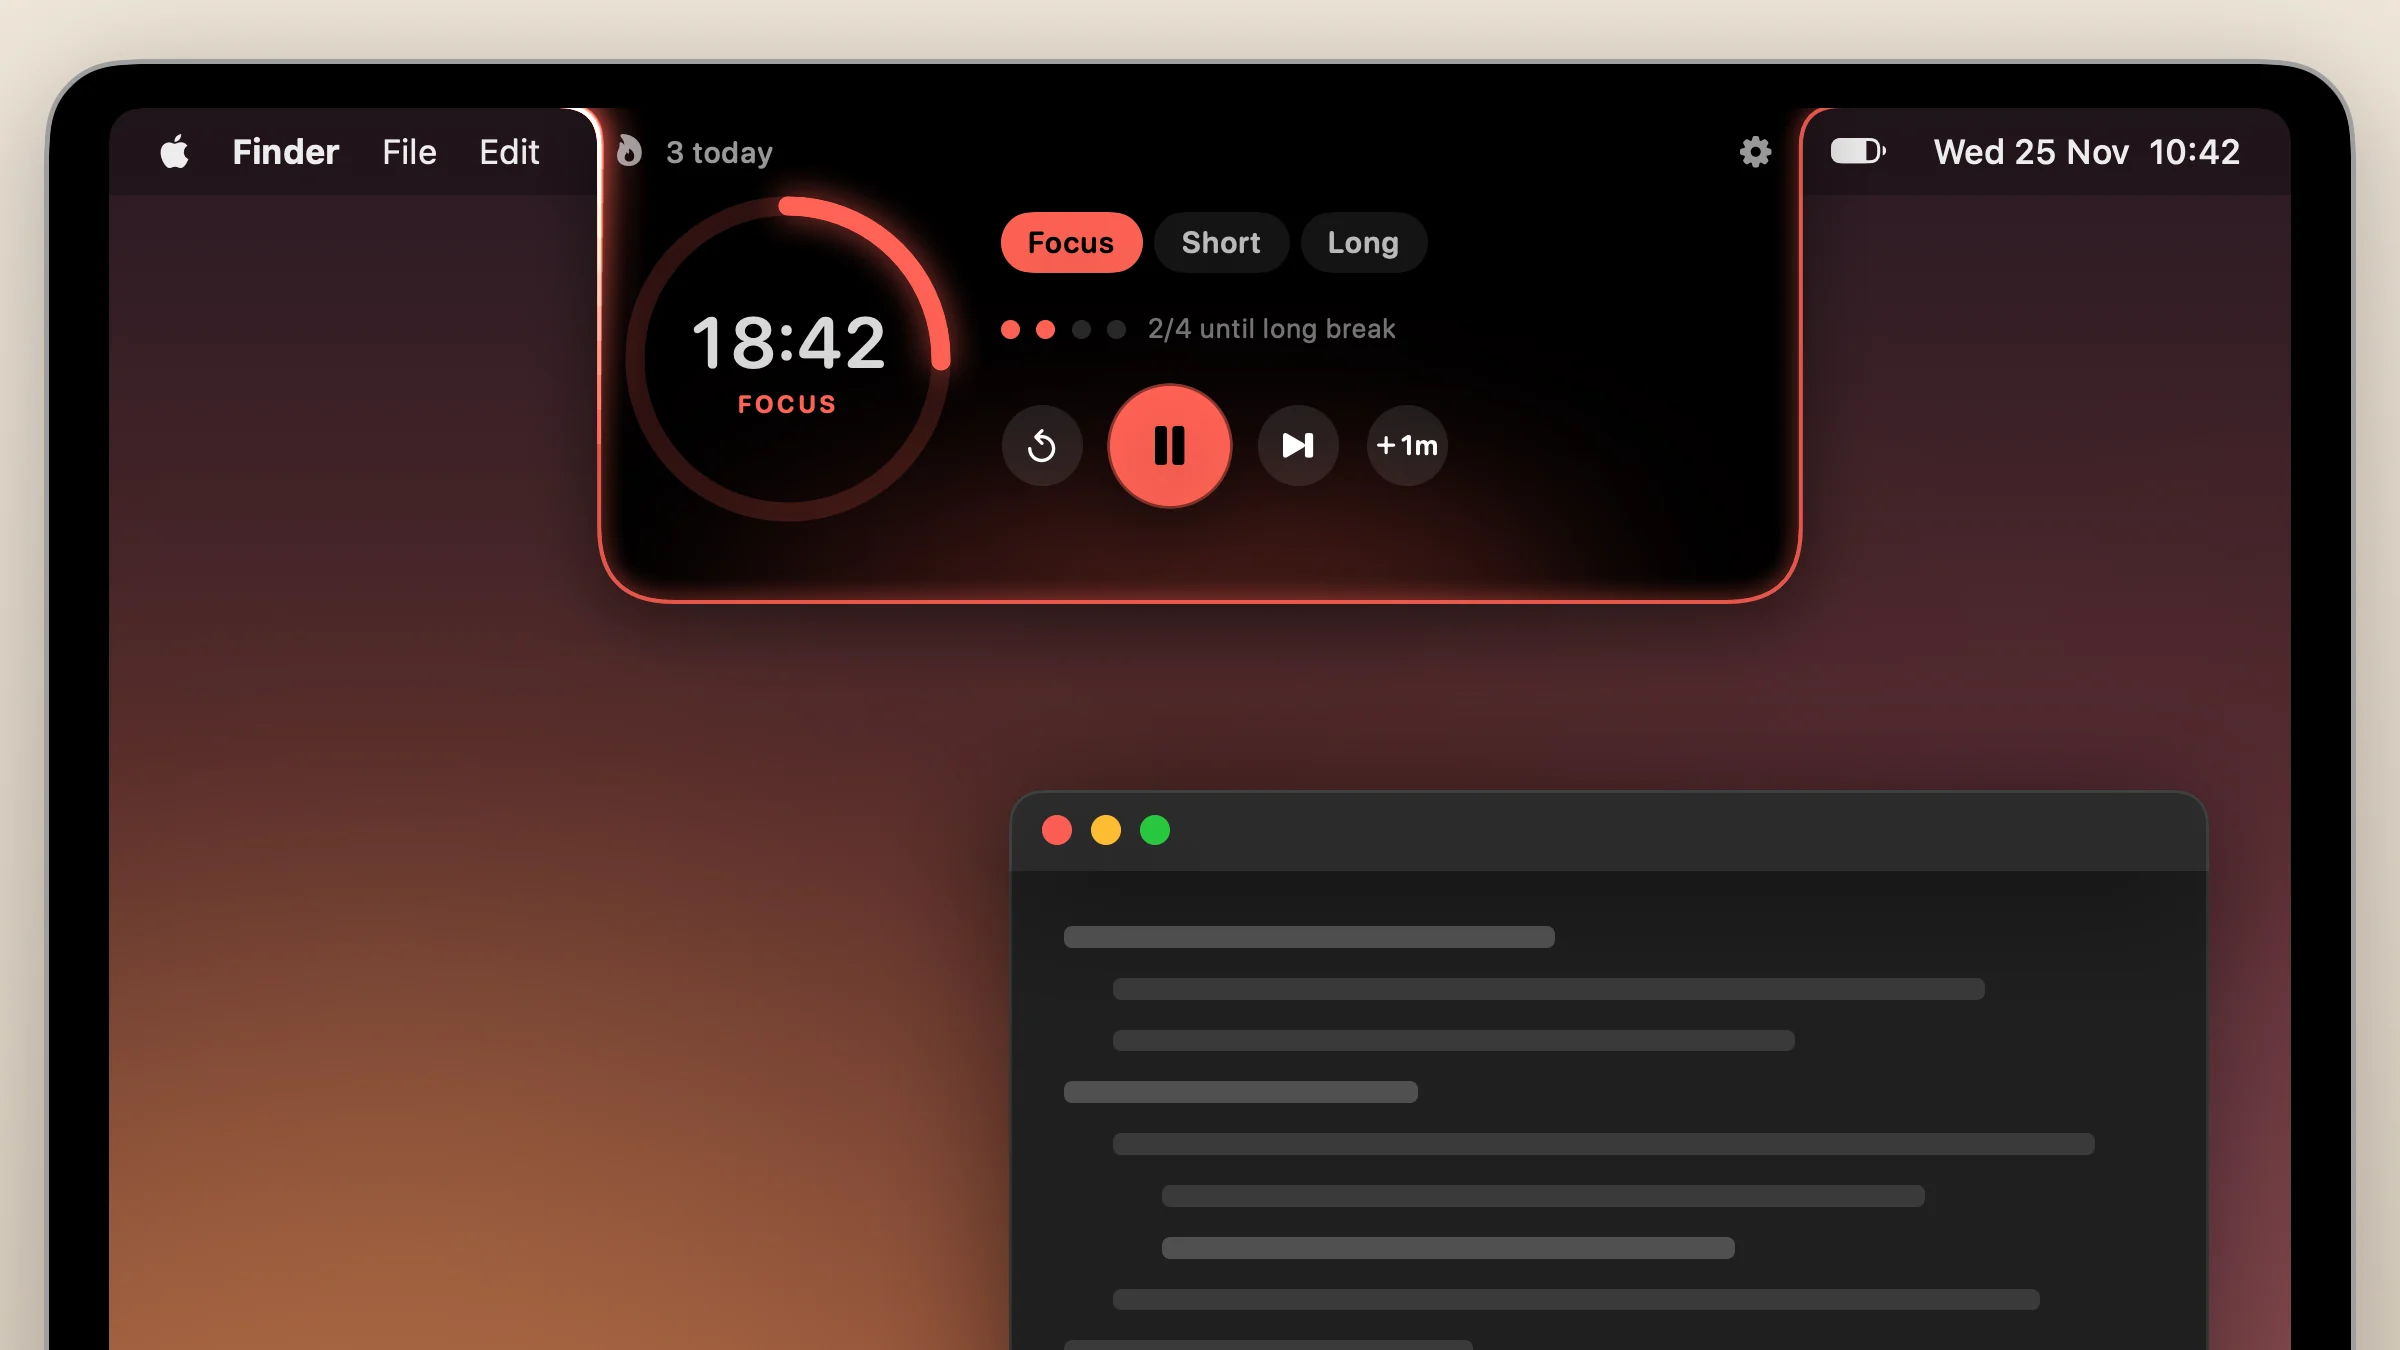 Finder File Edit
3 today
Wed 25 Nov 10:42
Focus Short Long
2/4 until long break
18:42
FOCUS
+1m